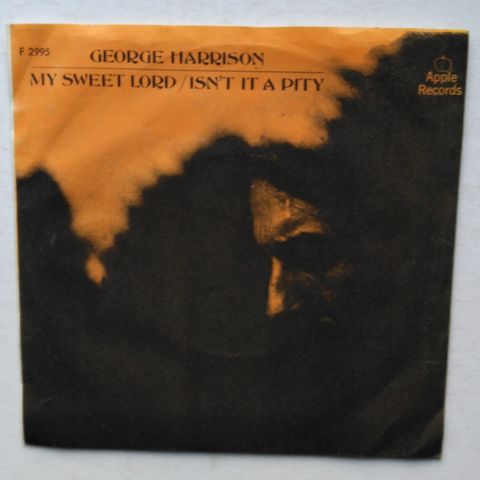 F 2995
GEORGE HARRISON
MY SWEET LORD/ISN'T IT A PITY
Apple
Records